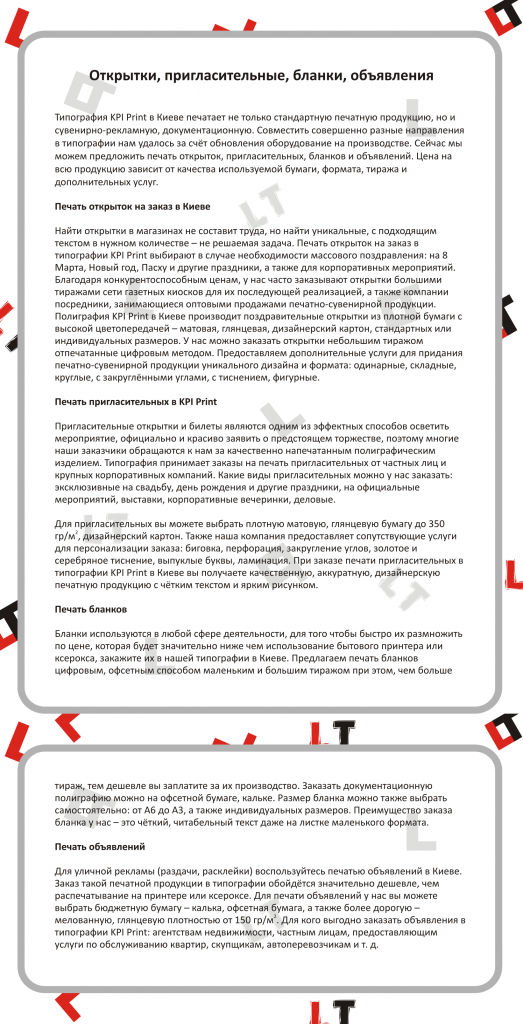 Открытки, пригласительные, бланки, объявления
Типография KPI Print в Киеве печатает не только стандартную печатную продукцию, но и
сувенирно-рекламную, документационную. Совместить совершенно разные направления
в типографии нам удалось за счёт обновления оборудование на производстве. Сейчас мы
можем предложить печать открыток, пригласительных, бланков и объявлений. Цена на
всю продукцию зависит от качества используемой бумаги, формата, тиража и
дополнительных услуг.
Печать открыток на заказ в Киеве
Найти открытки в магазинах не составит труда, но найти уникальные, с подходящим
текстом в нужном количестве – не решаемая задача. Печать открыток на заказ в
типографии KPI Print выбирают в случае необходимости массового поздравления: на 8
Марта, Новый год, Пасху и другие праздники, а также для корпоративных мероприятий.
Благодаря конкурентоспособным ценам, у нас часто заказывают открытки большими
тиражами сети газетных киосков для их последующей реализацией, а также компании
посредники, занимающиеся оптовыми продажами печатно-сувенирной продукции.
Полиграфия KPI Print в Киеве производит поздравительные открытки из плотной бумаги с
высокой цветопередачей – матовая, глянцевая, дизайнерский картон, стандартных или
индивидуальных размеров. У нас можно заказать открытки небольшим тиражом
отпечатанные цифровым методом. Предоставляем дополнительные услуги для придания
печатно-сувенирной продукции уникального дизайна и формата: одинарные, складные,
круглые, с закруглёнными углами, с тиснением, фигурные.
Печать пригласительных в KPI Print
Пригласительные открытки и билеты являются одним из эффектных способов осветить
мероприятие, официально и красиво заявить о предстоящем торжестве, поэтому многие
наши заказчики обращаются к нам за качественно напечатанным полиграфическим
изделием. Типография принимает заказы на печать пригласительных от частных лиц и
крупных корпоративных компаний. Какие виды пригласительных можно у нас заказать:
эксклюзивные на свадьбу, день рождения и другие праздники, на официальные
мероприятий, выставки, корпоративные вечеринки, деловые.
Для пригласительных вы можете выбрать плотную матовую, глянцевую бумагу до 350
гр/м², дизайнерский картон. Также наша компания предоставляет сопутствующие услуги
для персонализации заказа: биговка, перфорация, закругление углов, золотое и
серебряное тиснение, выпуклые буквы, ламинация. При заказе печати пригласительных в
типографии KPI Print в Киеве вы получаете качественную, аккуратную, дизайнерскую
печатную продукцию с чётким текстом и ярким рисунком.
Печать бланков
Бланки используются в любой сфере деятельности, для того чтобы быстро их размножить
по цене, которая будет значительно ниже чем использование бытового принтера или
ксерокса, закажите их в нашей типографии в Киеве. Предлагаем печать бланков
цифровым, офсетным способом маленьким и большим тиражом при этом, чем больше
тираж, тем дешевле вы заплатите за их производство. Заказать документационную
полиграфию можно на офсетной бумаге, кальке. Размер бланка можно также выбрать
самостоятельно: от А6 до А3, а также индивидуальных размеров. Преимущество заказа
бланка у нас – это чёткий, читабельный текст даже на листке маленького формата.
Печать объявлений
Для уличной рекламы (раздачи, расклейки) воспользуйтесь печатью объявлений в Киеве.
Заказ такой печатной продукции в типографии обойдётся значительно дешевле, чем
распечатывание на принтере или ксероксе. Для печати объявлений у нас вы можете
выбрать бюджетную бумагу – калька, офсетная бумага, а также более дорогую –
мелованную, глянцевую плотностью от 150 гр/м². Для кого выгодно заказать объявления в
типографии KPI Print: агентствам недвижимости, частным лицам, предоставляющим
услуги по обслуживанию квартир, скупщикам, автоперевозчикам и т. д.